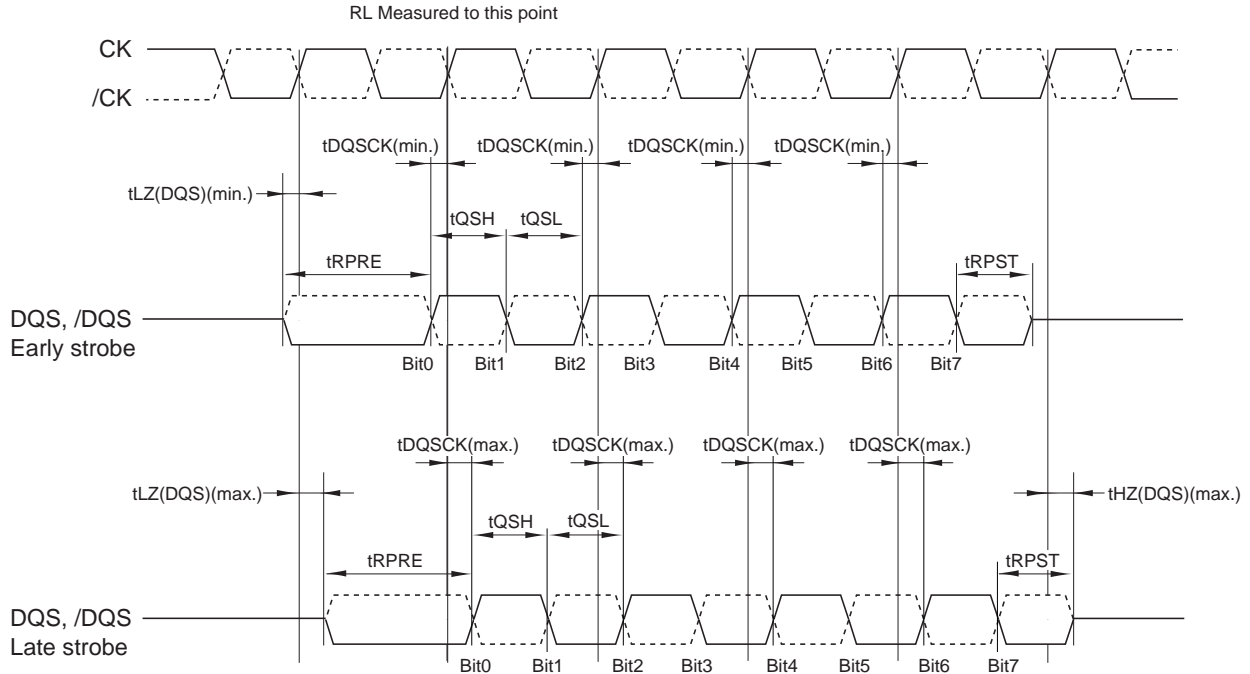 RL Measured to this point
CK
/CK
tDQSCK(min.) tDQSCK(min.) tDQSCK(min.) tDQSCK(min.)
tLZ(DQS)(min.)
tQSH tQSL
tRPRE tRPST
DQS, /DQS
Early strobe
Bit0 Bit1 Bit2 Bit3 Bit4 Bit5 Bit6 Bit7
tDQSCK(max.) tDQSCK(max.) tDQSCK(max.) tDQSCK(max.)
tLZ(DQS)(max.) tHZ(DQS)(max.)
tQSH tQSL
tRPRE tRPST
DQS, /DQS
Late strobe
Bit0 Bit1 Bit2 Bit3 Bit4 Bit5 Bit6 Bit7